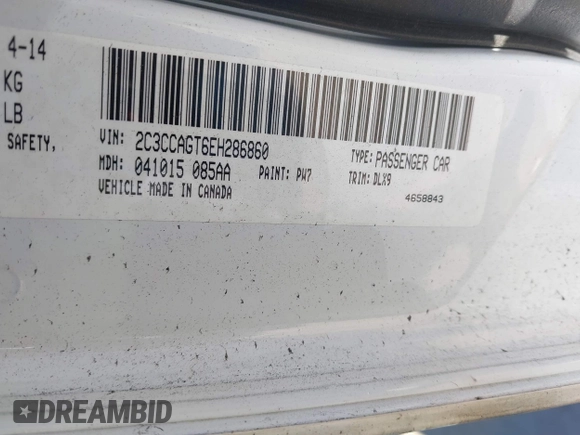 4-14
KG
LB
SAFETY,
VIN: 2C3CCAGT6EH286860
TYPE: PASSENGER CAR
MDH: 041015 085AA
PAINT: PW7
TRIM: DLX9
VEHICLE MADE IN CANADA
4658843
DREAMBID